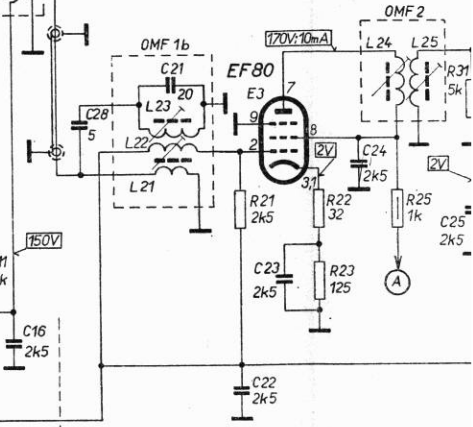 OMF 1b
OMF 2
170V;10mA
C21
20
EF80
E3
7
L24
L25
R31
5k
L23
C28
5
9
8
L22
2
L21
2V
C24
2k5
3,1
R21
2k5
R22
32
R25
1k
2V
C25
2k5
150V
C23
2k5
R23
125
A
C16
2k5
C22
2k5